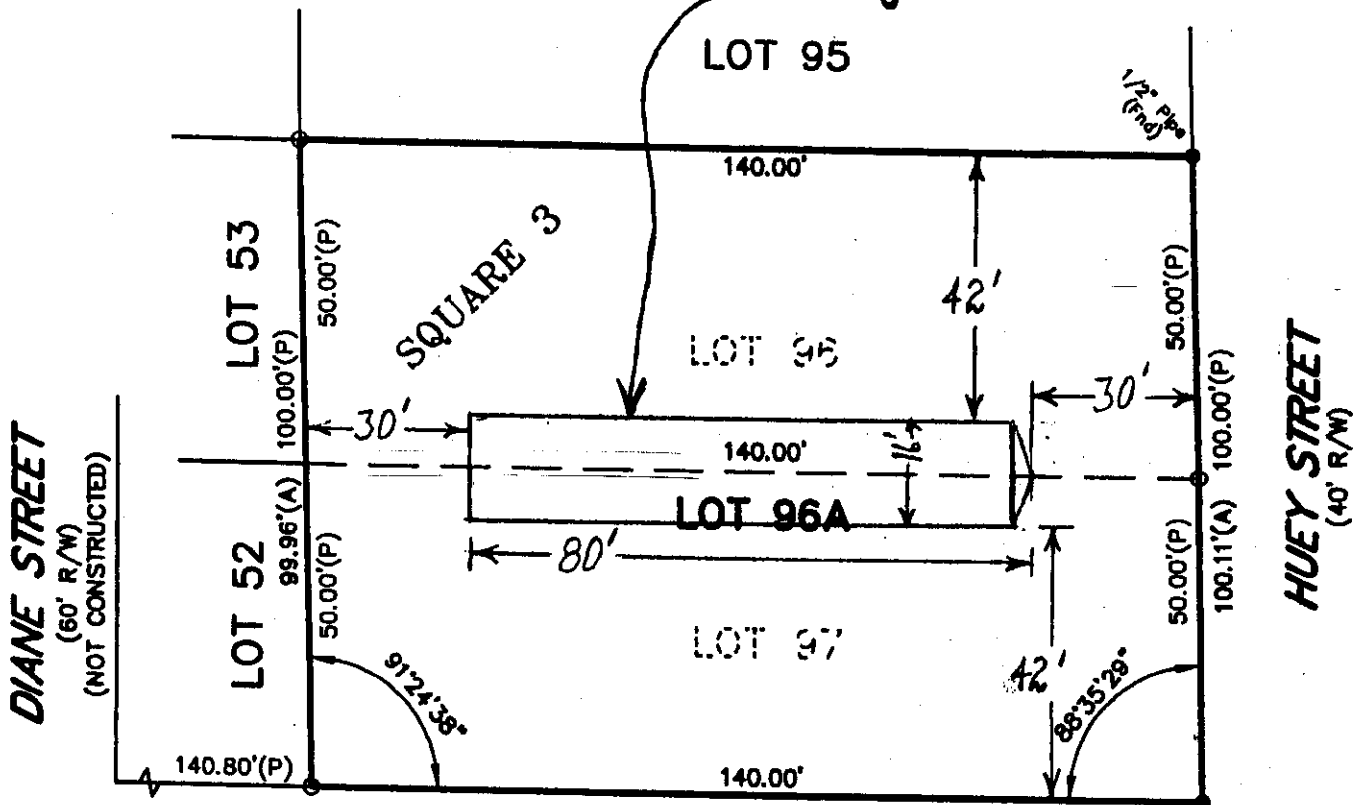 LOT 95
1/2" Pipe
(Fnd)
140.00'
LOT 53
50.00'(P)
100.00'(P)
SQUARE 3
42'
50.00'(P)
100.00'(P)
LOT 96
30'
30'
140.00'
16'
LOT 96A
80'
DIANE STREET
(60' R/W)
(NOT CONSTRUCTED)
HUEY STREET
(40' R/W)
LOT 52
99.96'(A)
50.00'(P)
50.00'(P)
100.11'(A)
LOT 97
42'
91°24'38"
88°35'29"
140.80'(P)
140.00'